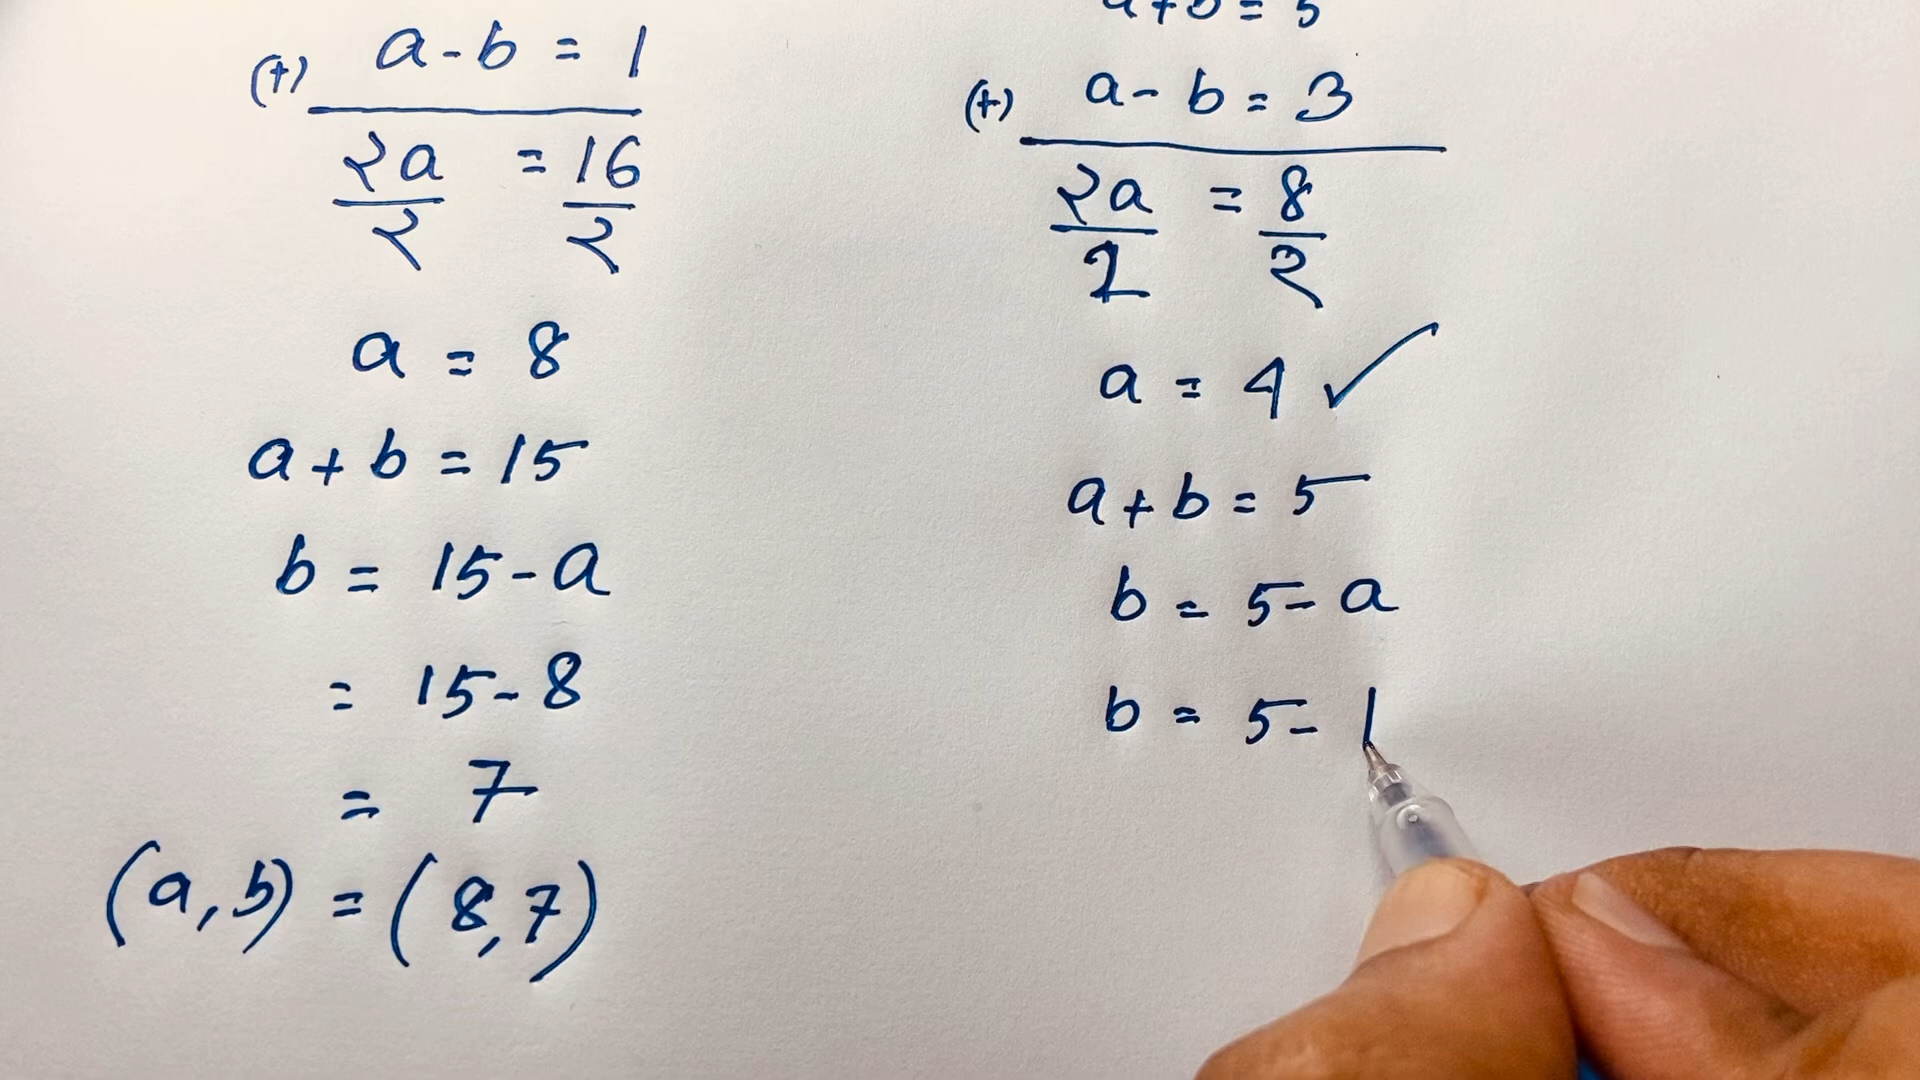 (+) a - b = 1
2a/2 = 16/2
a = 8
a + b = 15
b = 15 - a
= 15 - 8
= 7
(a, b) = (8, 7)
a + b = 5
(+) a - b = 3
2a/2 = 8/2
a = 4 ✓
a + b = 5
b = 5 - a
b = 5 - 1